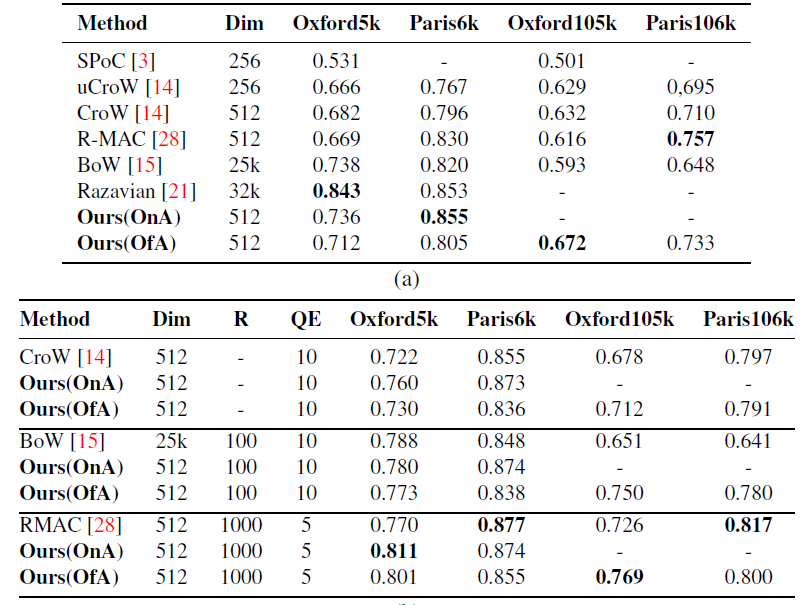 Method Dim Oxford5k Paris6k Oxford105k Paris106k
SPoC [3] 256 0.531 - 0.501 -
uCroW [14] 256 0.666 0.767 0.629 0,695
CroW [14] 512 0.682 0.796 0.632 0.710
R-MAC [28] 512 0.669 0.830 0.616 0.757
BoW [15] 25k 0.738 0.820 0.593 0.648
Razavian [21] 32k 0.843 0.853 - -
Ours(OnA) 512 0.736 0.855 - -
Ours(OfA) 512 0.712 0.805 0.672 0.733
(a)
Method Dim R QE Oxford5k Paris6k Oxford105k Paris106k
CroW [14] 512 - 10 0.722 0.855 0.678 0.797
Ours(OnA) 512 - 10 0.760 0.873 - -
Ours(OfA) 512 - 10 0.730 0.836 0.712 0.791
BoW [15] 25k 100 10 0.788 0.848 0.651 0.641
Ours(OnA) 512 100 10 0.780 0.874 - -
Ours(OfA) 512 100 10 0.773 0.838 0.750 0.780
RMAC [28] 512 1000 5 0.770 0.877 0.726 0.817
Ours(OnA) 512 1000 5 0.811 0.874 - -
Ours(OfA) 512 1000 5 0.801 0.855 0.769 0.800